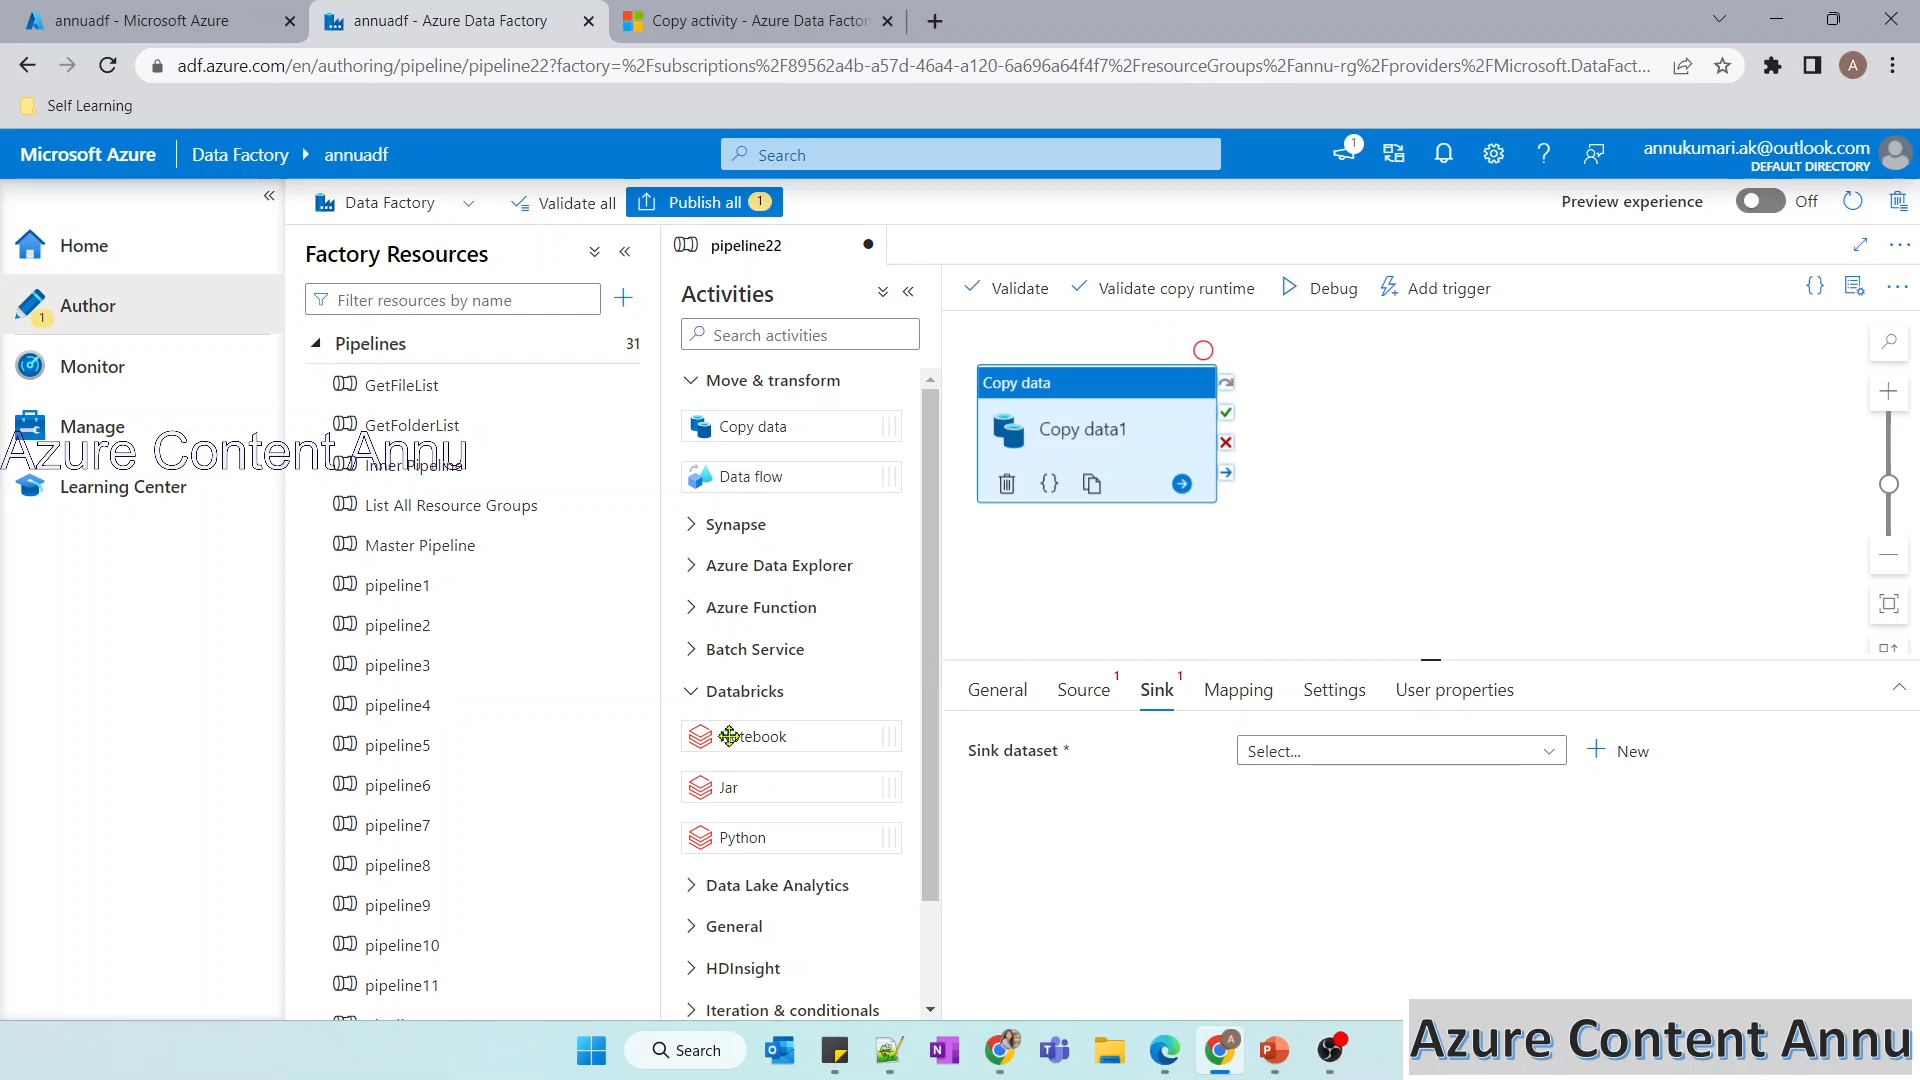 annuadf - Microsoft Azure
annuadf - Azure Data Factory
Copy activity - Azure Data Factor
adf.azure.com/en/authoring/pipeline/pipeline22?factory=%2Fsubscriptions%2F89562a4b-a57d-46a4-a120-6a696a64f4f7%2FresourceGroups%2Fannu-rg%2Fproviders%2FMicrosoft.DataFact...
A
Self Learning
Microsoft Azure
Data Factory
annuadf
Search
1
annukumari.ak@outlook.com
DEFAULT DIRECTORY
Data Factory
Validate all
Publish all 1
Preview experience
Off
Home
Author
1
Monitor
Manage
Learning Center
Azure Content Annu
Factory Resources
Filter resources by name
Pipelines 31
GetFileList
GetFolderList
Inner Pipeline
List All Resource Groups
Master Pipeline
pipeline1
pipeline2
pipeline3
pipeline4
pipeline5
pipeline6
pipeline7
pipeline8
pipeline9
pipeline10
pipeline11
pipeline22
Activities
Search activities
Move & transform
Copy data
Data flow
Synapse
Azure Data Explorer
Azure Function
Batch Service
Databricks
Notebook
Jar
Python
Data Lake Analytics
General
HDInsight
Iteration & conditionals
Validate
Validate copy runtime
Debug
Add trigger
Copy data
Copy data1
General
Source 1
Sink 1
Mapping
Settings
User properties
Sink dataset *
Select...
New
Search
A
Azure Content Annu